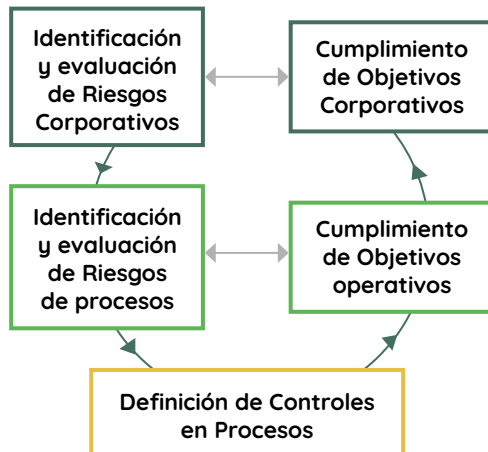 Identificación
y evaluación
de Riesgos
Corporativos
Cumplimiento
de Objetivos
Corporativos
Identificación
y evaluación
de Riesgos
de procesos
Cumplimiento
de Objetivos
operativos
Definición de Controles
en Procesos